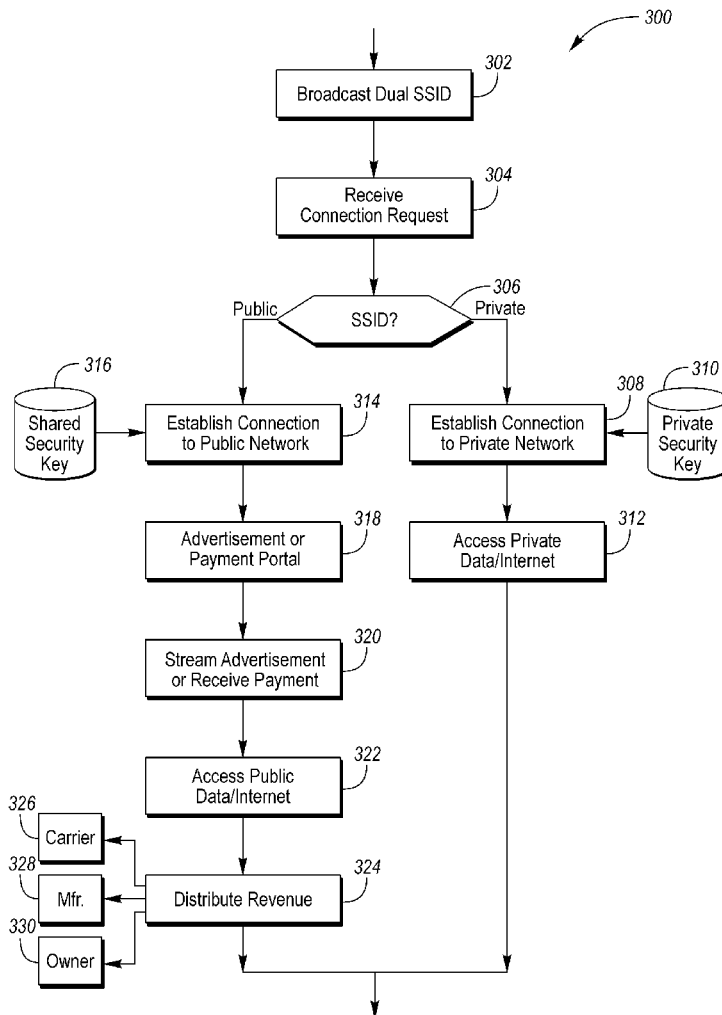 300
302
Broadcast Dual SSID
304
Receive
Connection Request
306
Public
Private
SSID?
316
Shared
Security
Key
314
Establish Connection
to Public Network
308
Establish Connection
to Private Network
310
Private
Security
Key
318
Advertisement or
Payment Portal
312
Access Private
Data/Internet
320
Stream Advertisement
or Receive Payment
322
Access Public
Data/Internet
326
Carrier
328
Mfr.
324
Distribute Revenue
330
Owner